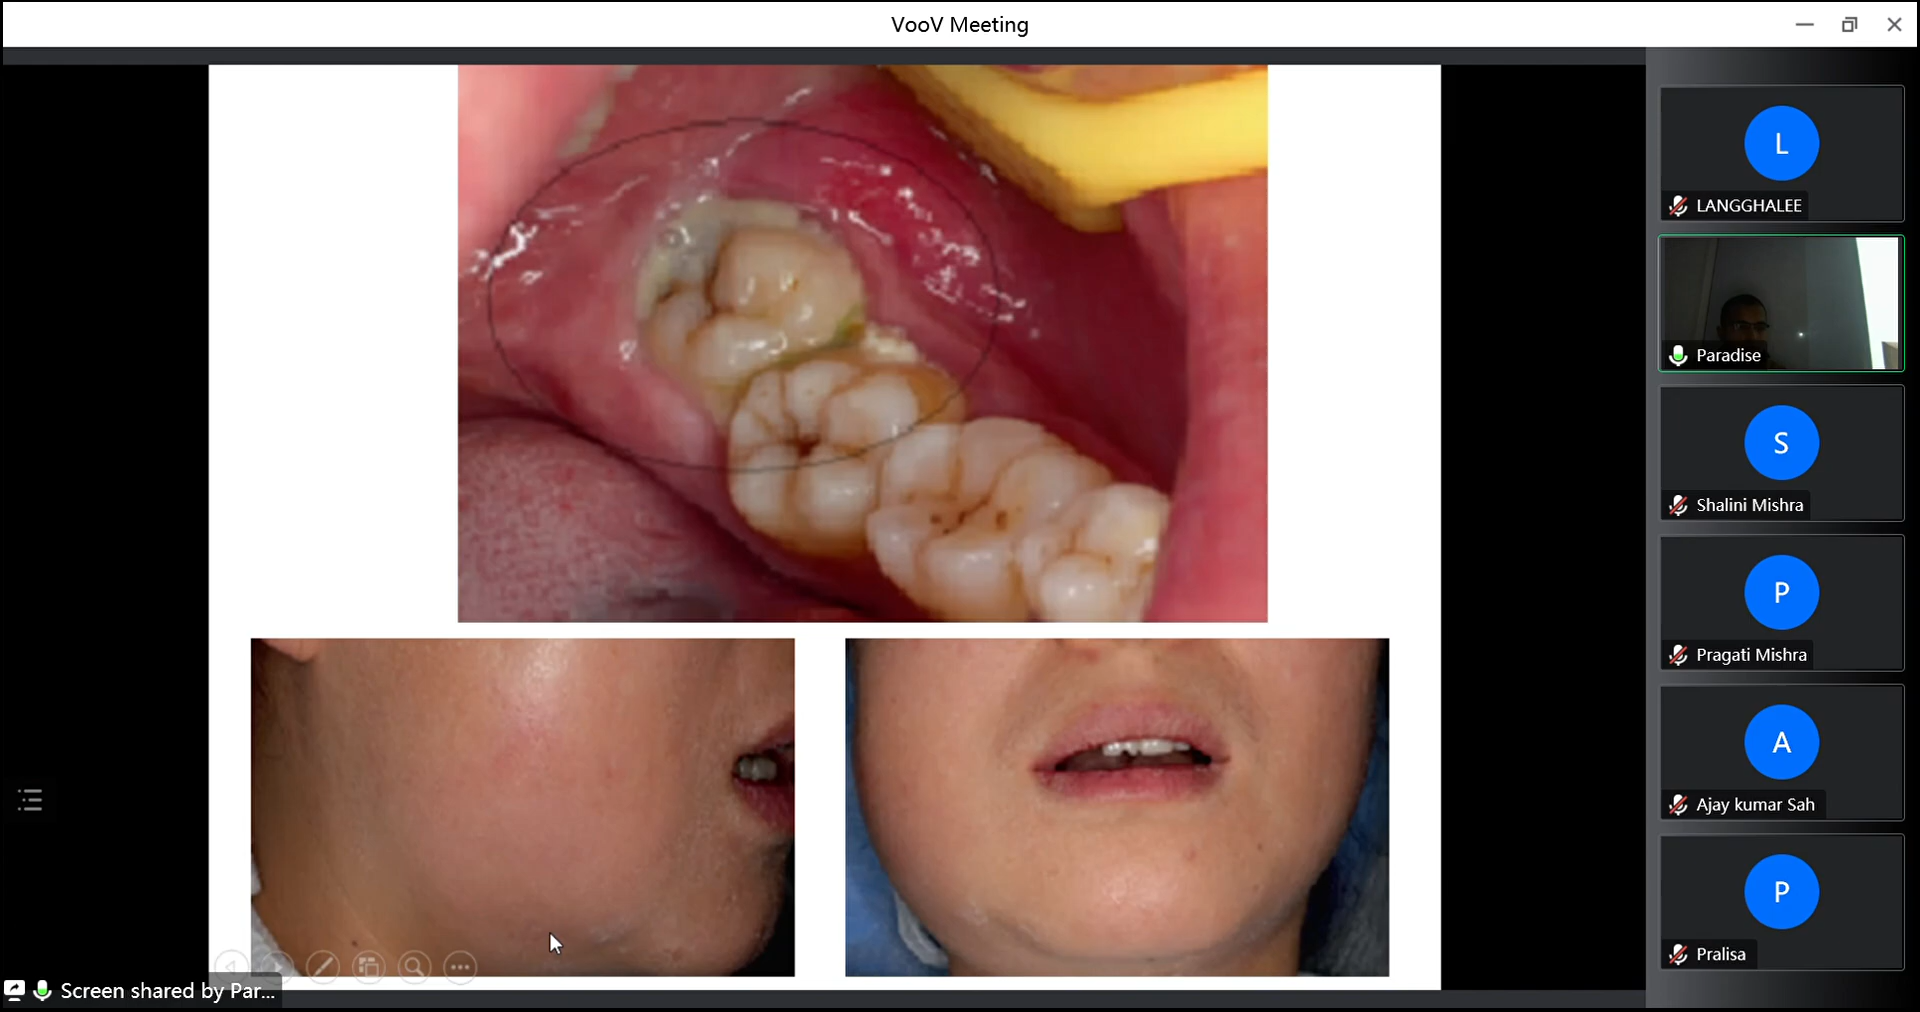 VooV Meeting
L
LANGGHALEE
Paradise
S
Shalini Mishra
P
Pragati Mishra
A
Ajay kumar Sah
P
Pralisa
Screen shared by Par...